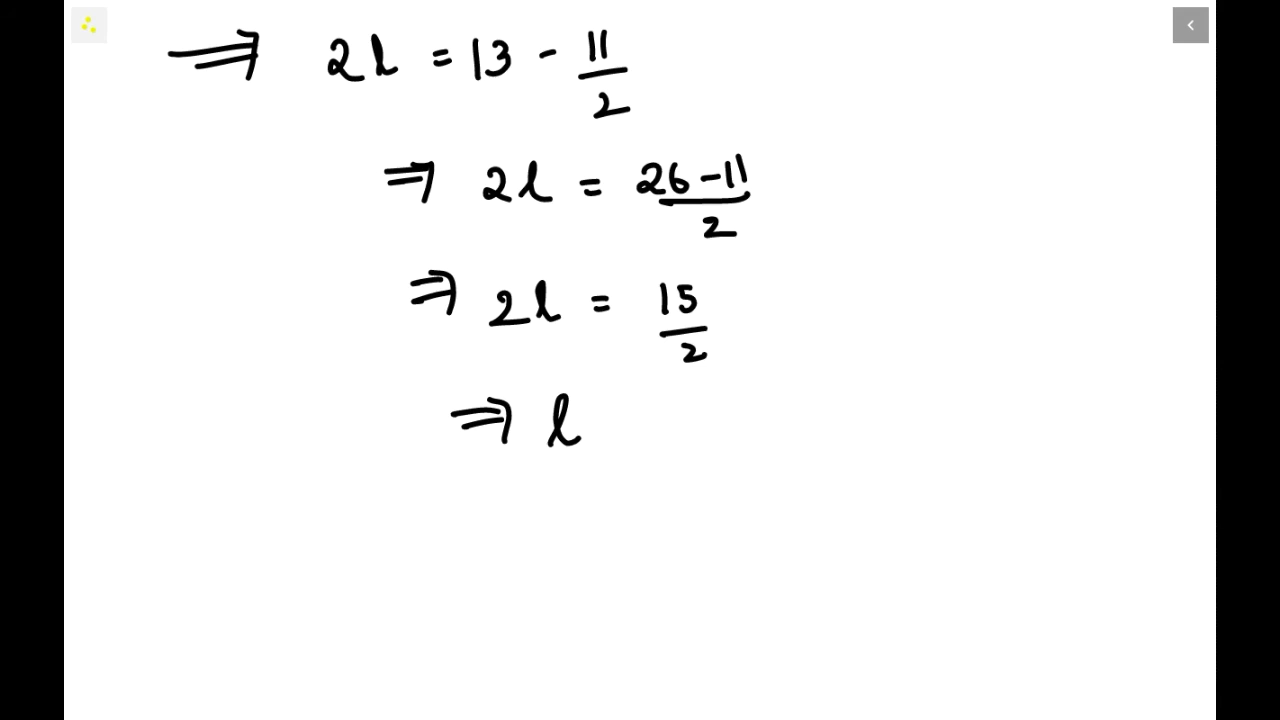 ⟹ 2l = 13 - 11/2
⟹ 2l = 26-11/2
⟹ 2l = 15/2
⟹ l